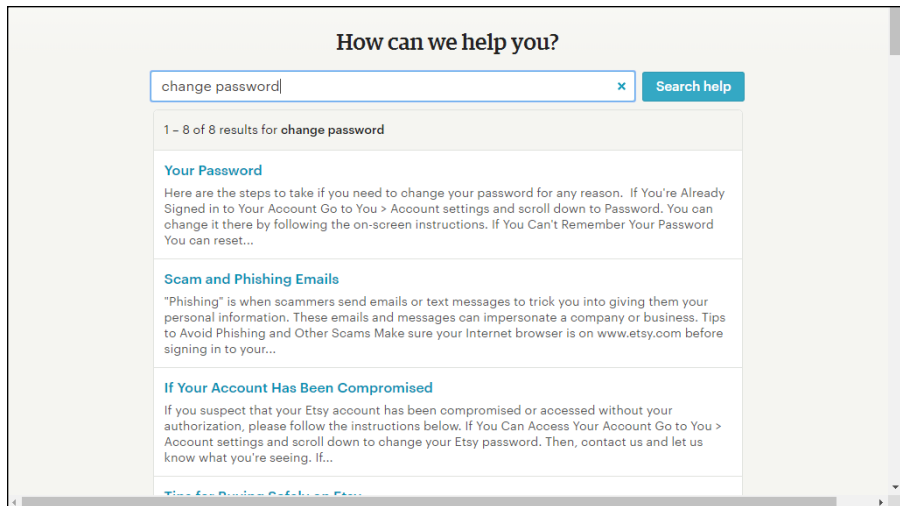 How can we help you?
change password × Search help
1 – 8 of 8 results for change password
Your Password
Here are the steps to take if you need to change your password for any reason.  If You're Already
Signed in to Your Account Go to You > Account settings and scroll down to Password. You can
change it there by following the on-screen instructions. If You Can't Remember Your Password
You can reset...
Scam and Phishing Emails
"Phishing" is when scammers send emails or text messages to trick you into giving them your
personal information. These emails and messages can impersonate a company or business. Tips
to Avoid Phishing and Other Scams Make sure your Internet browser is on www.etsy.com before
signing in to your...
If Your Account Has Been Compromised
If you suspect that your Etsy account has been compromised or accessed without your
authorization, please follow the instructions below. If You Can Access Your Account Go to You >
Account settings and scroll down to change your Etsy password. Then, contact us and let us
know what you're seeing. If...
Tips for Buying Safely on Etsy